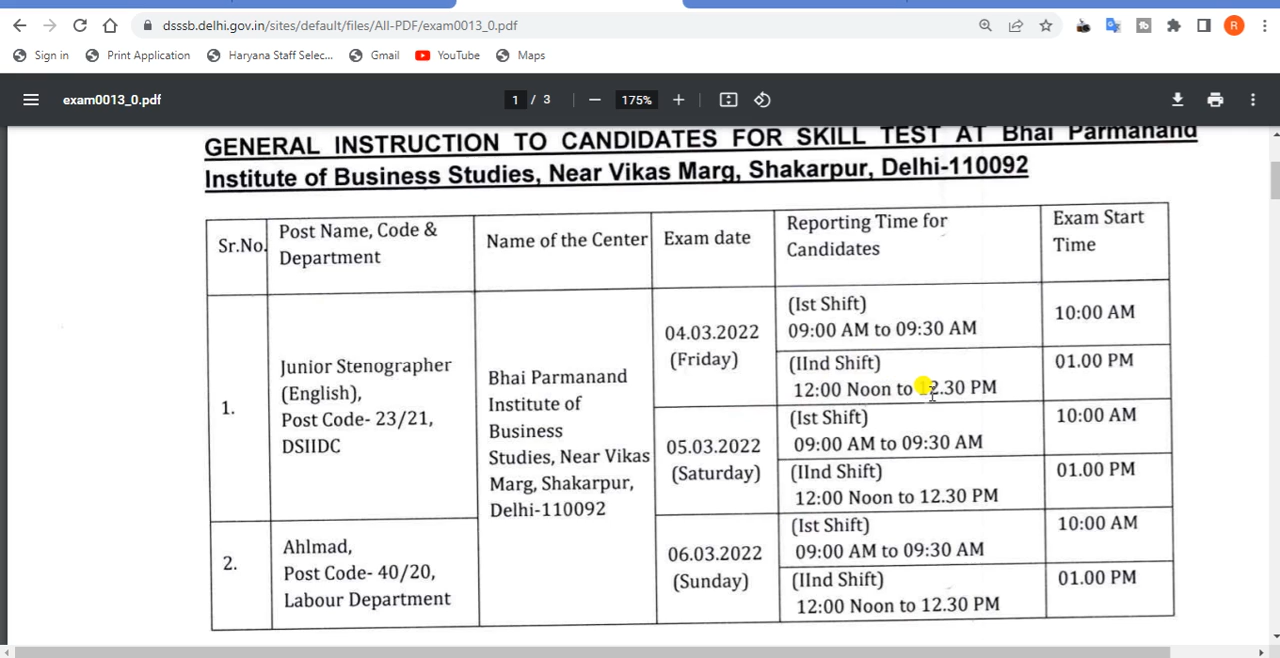 dsssb.delhi.gov.in/sites/default/files/All-PDF/exam0013_0.pdf
R
Sign in
Print Application
Haryana Staff Selec...
Gmail
YouTube
Maps
exam0013_0.pdf
1 / 3
175%
GENERAL INSTRUCTION TO CANDIDATES FOR SKILL TEST AT Bhai Parmanand
Institute of Business Studies, Near Vikas Marg, Shakarpur, Delhi-110092
Sr.No.
Post Name, Code &
Department
Name of the Center
Exam date
Reporting Time for
Candidates
Exam Start
Time
1.
Junior Stenographer
(English),
Post Code- 23/21,
DSIIDC
Bhai Parmanand
Institute of
Business
Studies, Near Vikas
Marg, Shakarpur,
Delhi-110092
04.03.2022
(Friday)
(Ist Shift)
09:00 AM to 09:30 AM
10:00 AM
(IInd Shift)
12:00 Noon to 12.30 PM
01.00 PM
05.03.2022
(Saturday)
(Ist Shift)
09:00 AM to 09:30 AM
10:00 AM
(IInd Shift)
12:00 Noon to 12.30 PM
01.00 PM
2.
Ahlmad,
Post Code- 40/20,
Labour Department
06.03.2022
(Sunday)
(Ist Shift)
09:00 AM to 09:30 AM
10:00 AM
(IInd Shift)
12:00 Noon to 12.30 PM
01.00 PM